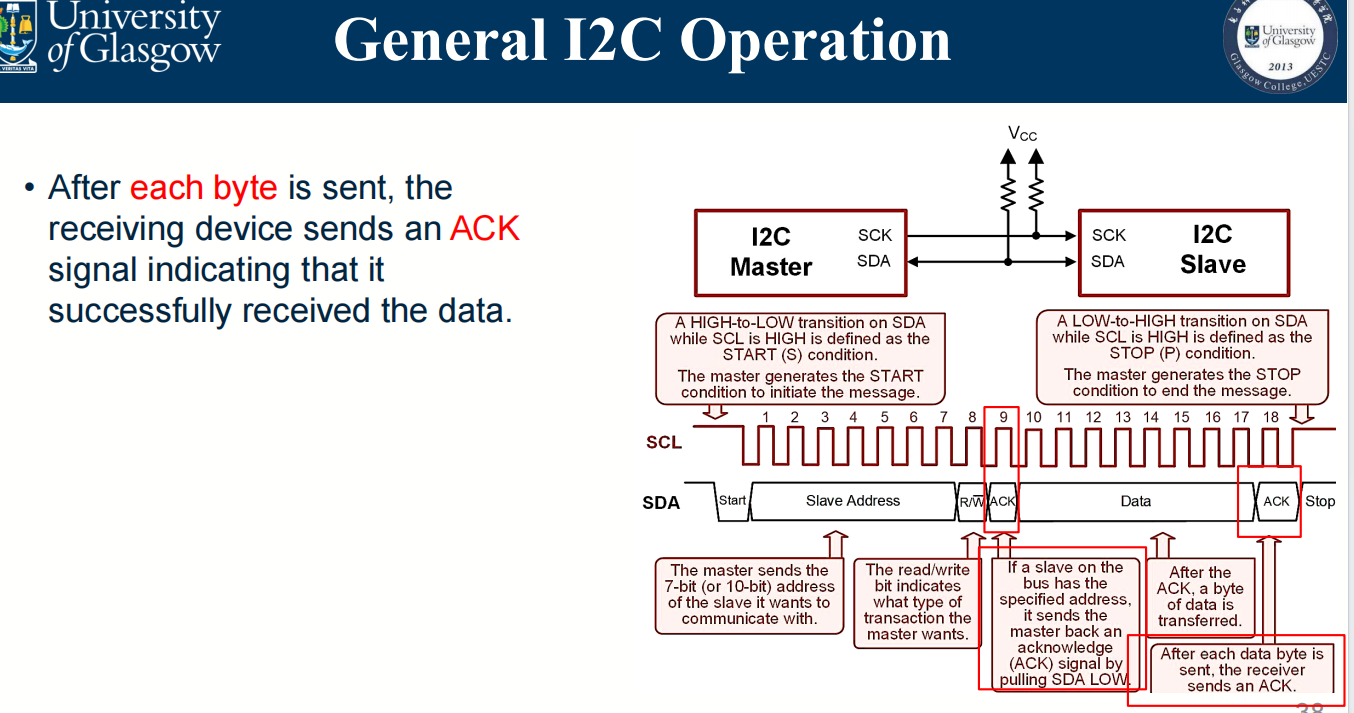 University
of Glasgow
VERITAS VITA
General I2C Operation
University
of Glasgow
2013
Glasgow College, UESTC
• After each byte is sent, the
receiving device sends an ACK
signal indicating that it
successfully received the data.
VCC
I2C
Master
SCK
SDA
SCK
SDA
I2C
Slave
A HIGH-to-LOW transition on SDA
while SCL is HIGH is defined as the
START (S) condition.
The master generates the START
condition to initiate the message.
A LOW-to-HIGH transition on SDA
while SCL is HIGH is defined as the
STOP (P) condition.
The master generates the STOP
condition to end the message.
1 2 3 4 5 6 7 8 9 10 11 12 13 14 15 16 17 18
SCL
SDA
Start
Slave Address
R/W̅
ACK
Data
ACK
Stop
The master sends the
7-bit (or 10-bit) address
of the slave it wants to
communicate with.
The read/write
bit indicates
what type of
transaction the
master wants.
If a slave on the
bus has the
specified address,
it sends the
master back an
acknowledge
(ACK) signal by
pulling SDA LOW.
After the
ACK, a byte
of data is
transferred.
After each data byte is
sent, the receiver
sends an ACK.
38